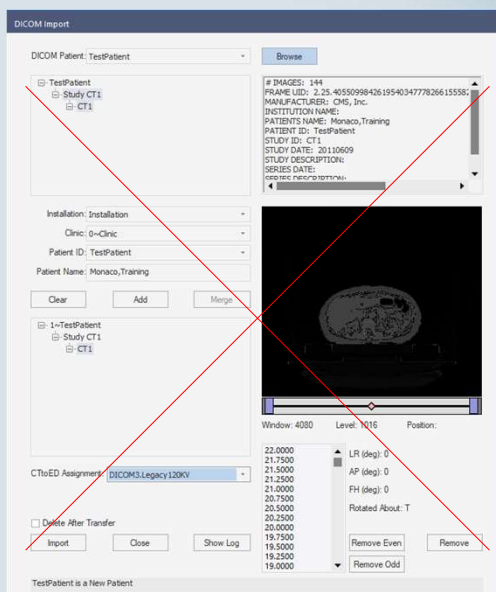 DICOM Import
DICOM Patient: TestPatient
Browse
TestPatient
Study CT1
CT1
# IMAGES: 144
MANUFACTURER: CMS, Inc.
INSTITUTION NAME:
PATIENTS NAME: Monaco,Training
PATIENT ID: TestPatient
STUDY ID: CT1
STUDY DATE: 20110609
STUDY DESCRIPTION:
SERIES DATE:
SERIES DESCRIPTION:
Installation: Installation
Clinic: 0~Clinic
Patient ID: TestPatient
Patient Name: Monaco,Training
Clear Add Merge
1~TestPatient
Study CT1
CT1
Window: 4080 Level: 1016 Position:
CTtoED Assignment: DICOM3.Legacy120KV
22.0000
21.7500
21.5000
21.2500
21.0000
20.7500
20.5000
20.2500
20.0000
19.7500
19.5000
19.2500
19.0000
LR (deg): 0
AP (deg): 0
FH (deg): 0
Rotated About: T
Delete After Transfer
Import Close Show Log
Remove Even Remove
Remove Odd
TestPatient is a New Patient